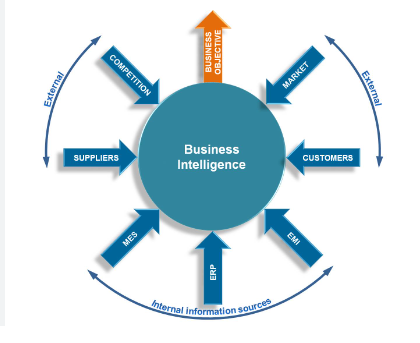 BUSINESS
OBJECTIVE
COMPETITION
MARKET
External
External
Business
Intelligence
SUPPLIERS
CUSTOMERS
MES
EMI
ERP
Internal information sources